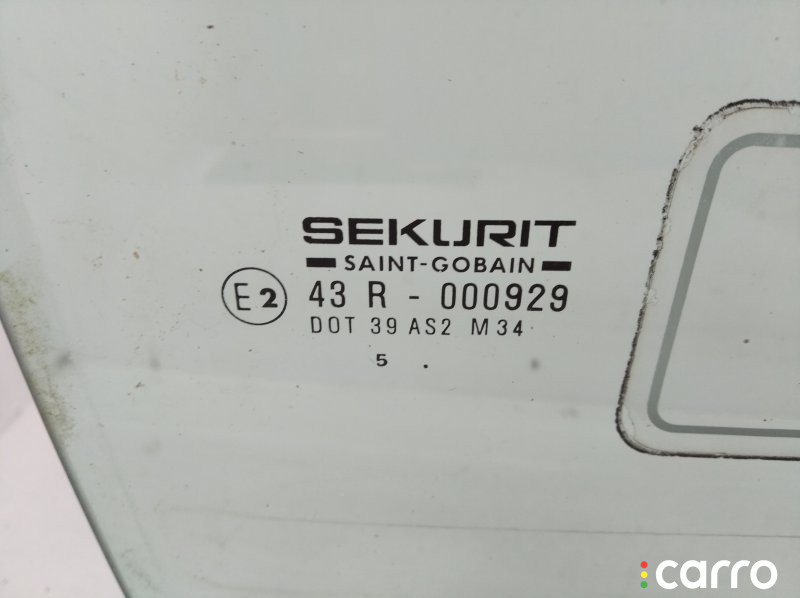 SEKURIT
SAINT-GOBAIN
E2 43 R - 000929
DOT 39 AS2 M34
5 .
carro